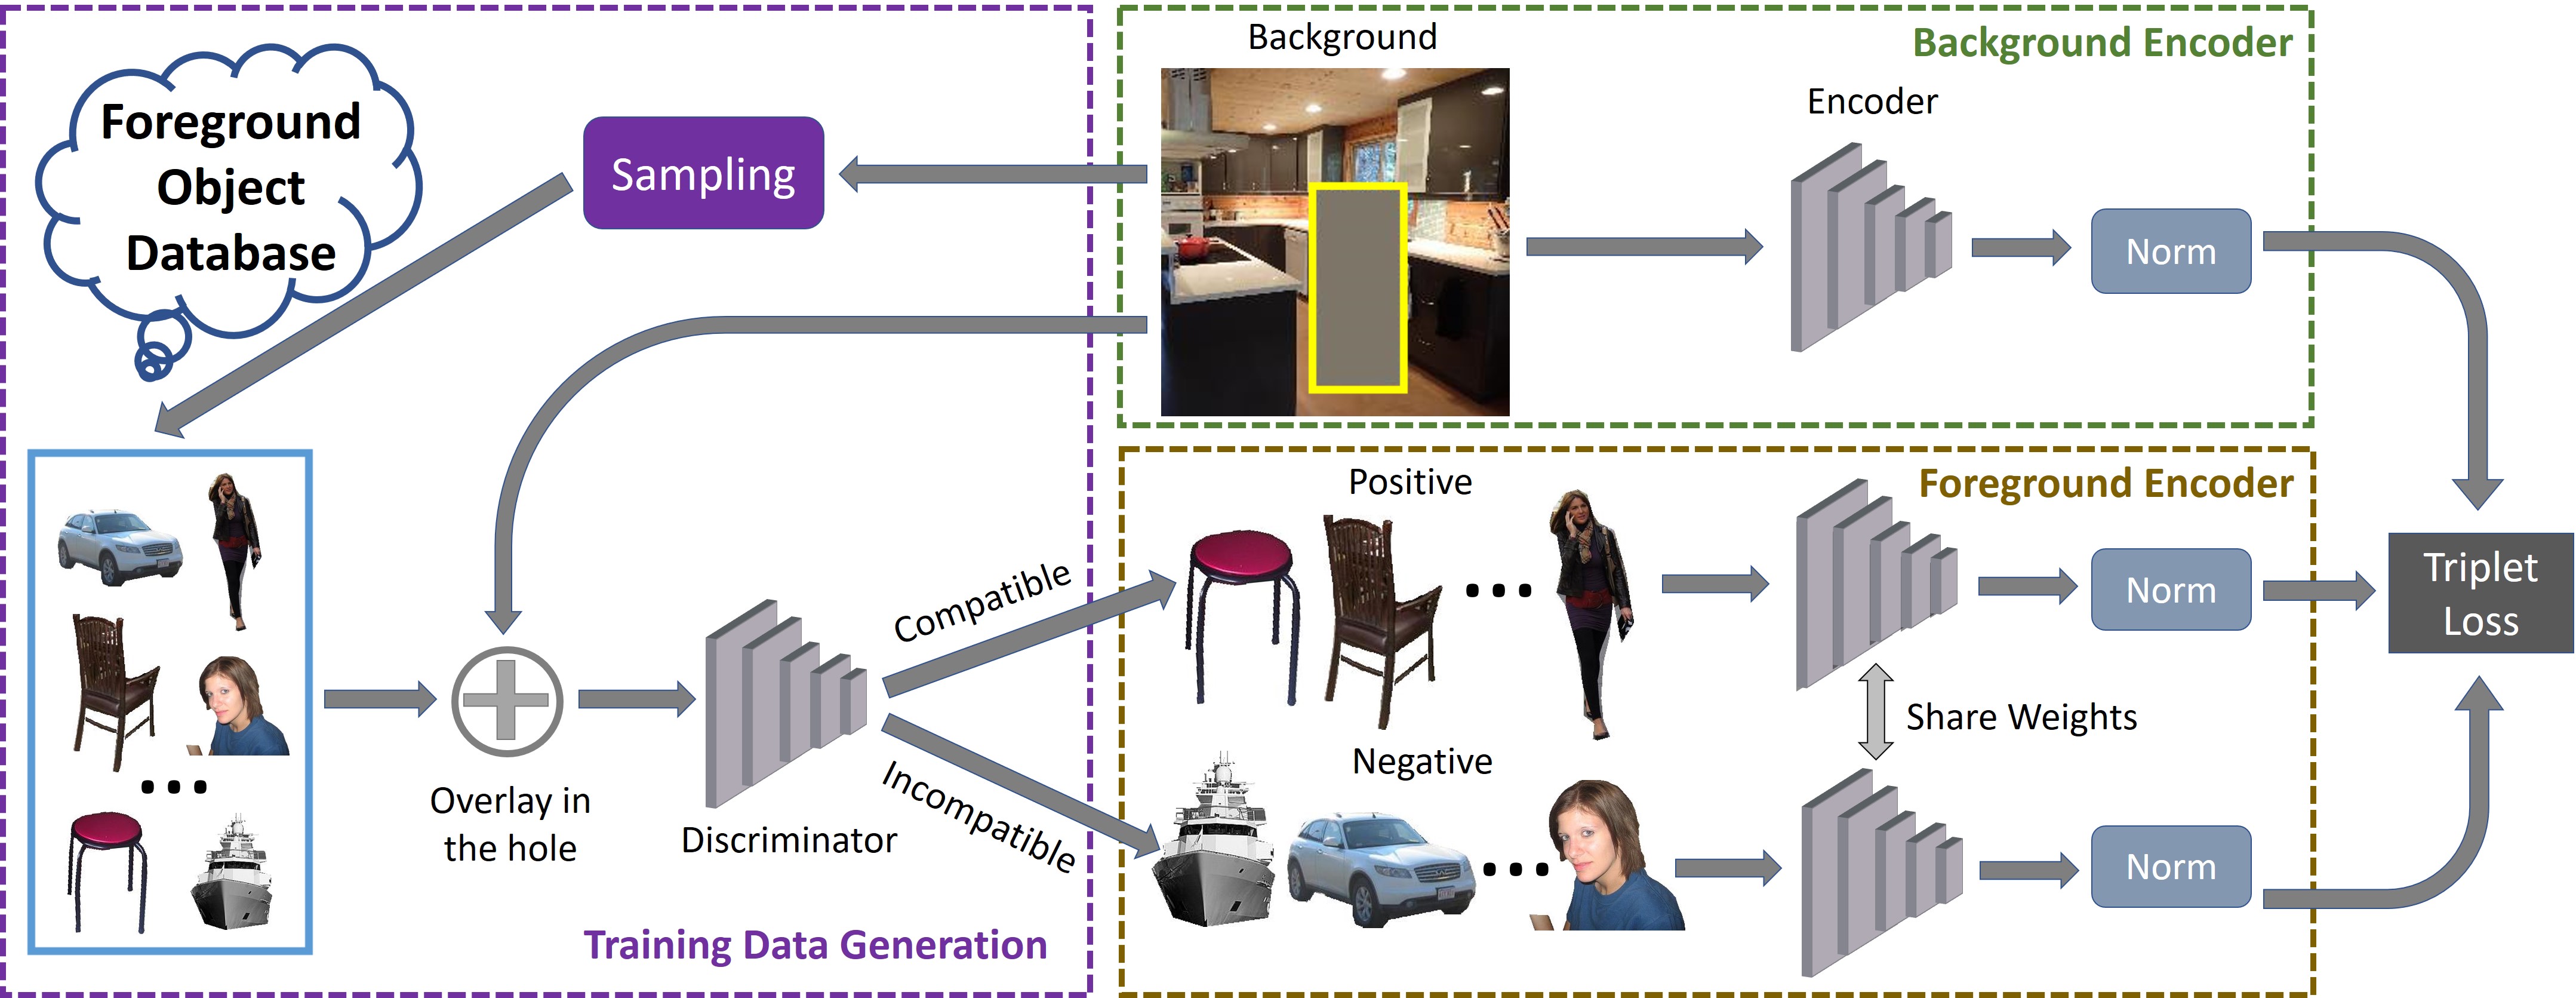 Foreground
Object
Database
Sampling
Overlay in
the hole
Discriminator
Compatible
Incompatible
Training Data Generation
Background
Background Encoder
Encoder
Norm
Positive
Foreground Encoder
Norm
Share Weights
Negative
Norm
Triplet
Loss